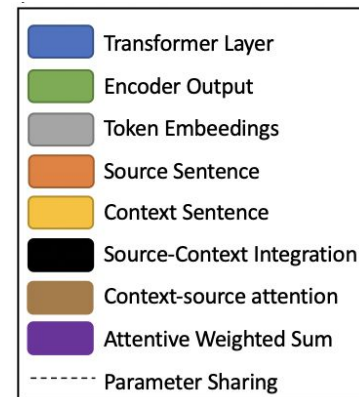 Transformer Layer
Encoder Output
Token Embeedings
Source Sentence
Context Sentence
Source-Context Integration
Context-source attention
Attentive Weighted Sum
Parameter Sharing